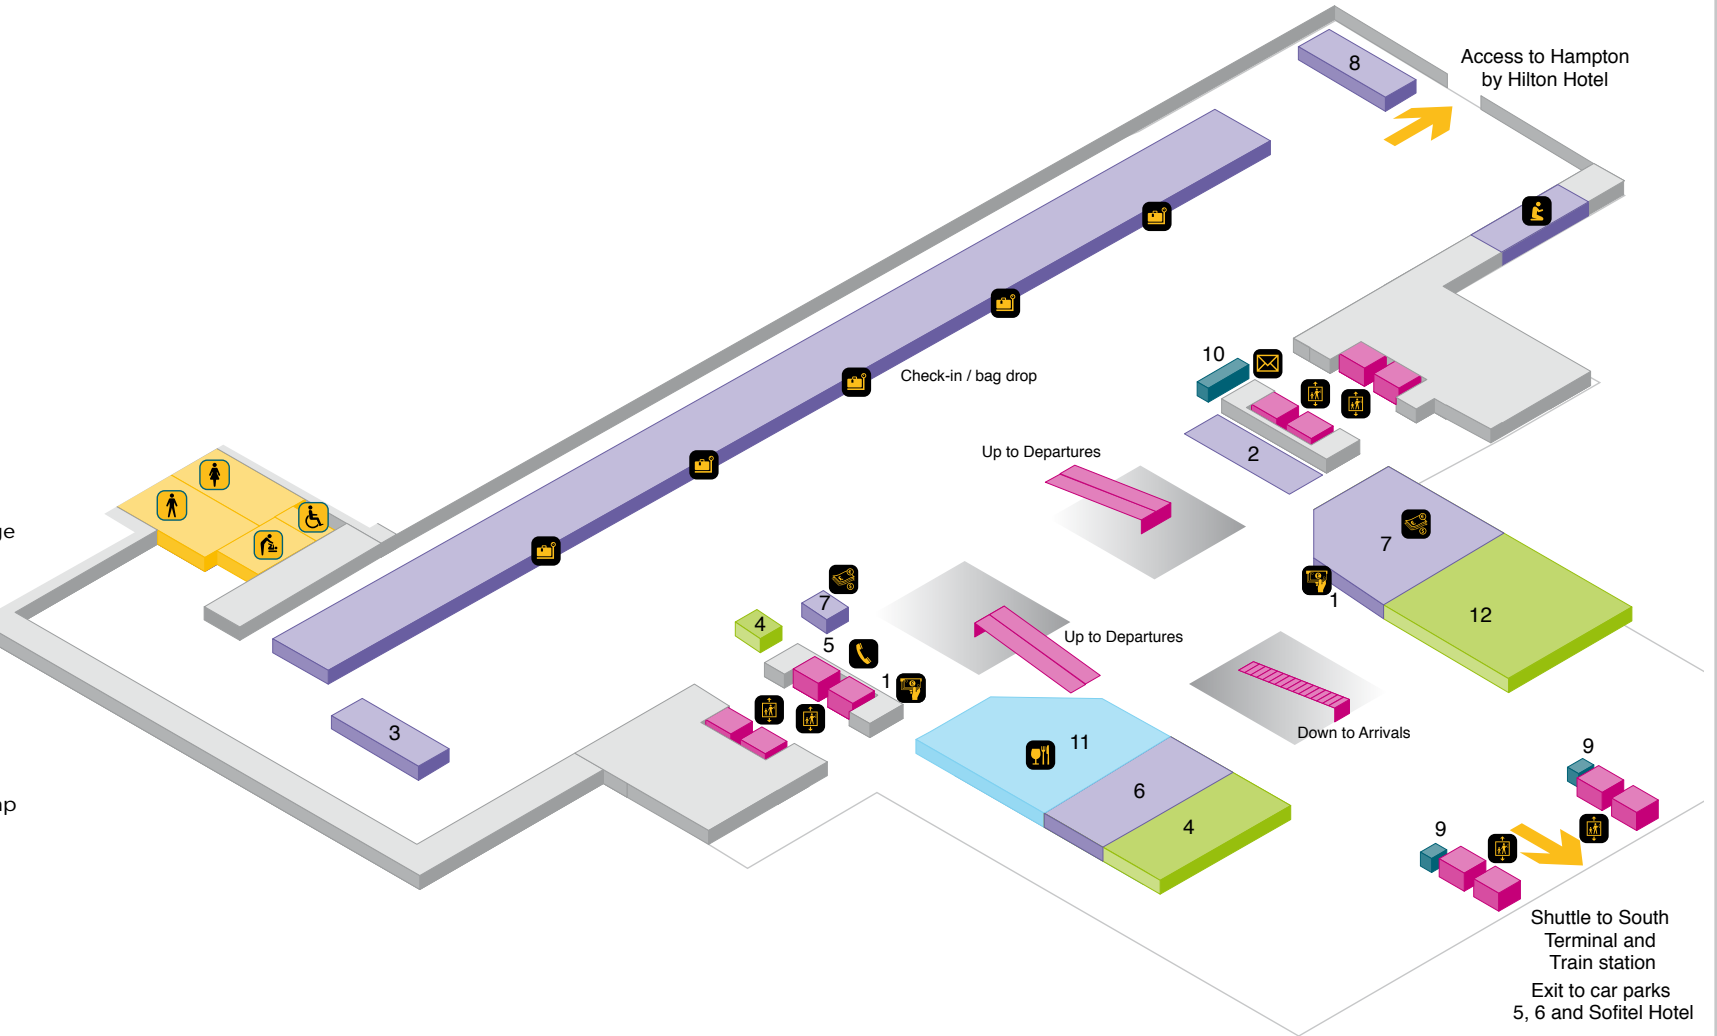 8
Access to Hampton
by Hilton Hotel
10
Check-in / bag drop
Up to Departures
2
7
1
12
ge
7
4
5
Up to Departures
1
3
11
Down to Arrivals
6
9
4
9
ap
Shuttle to South
Terminal and
Train station
Exit to car parks
5, 6 and Sofitel Hotel